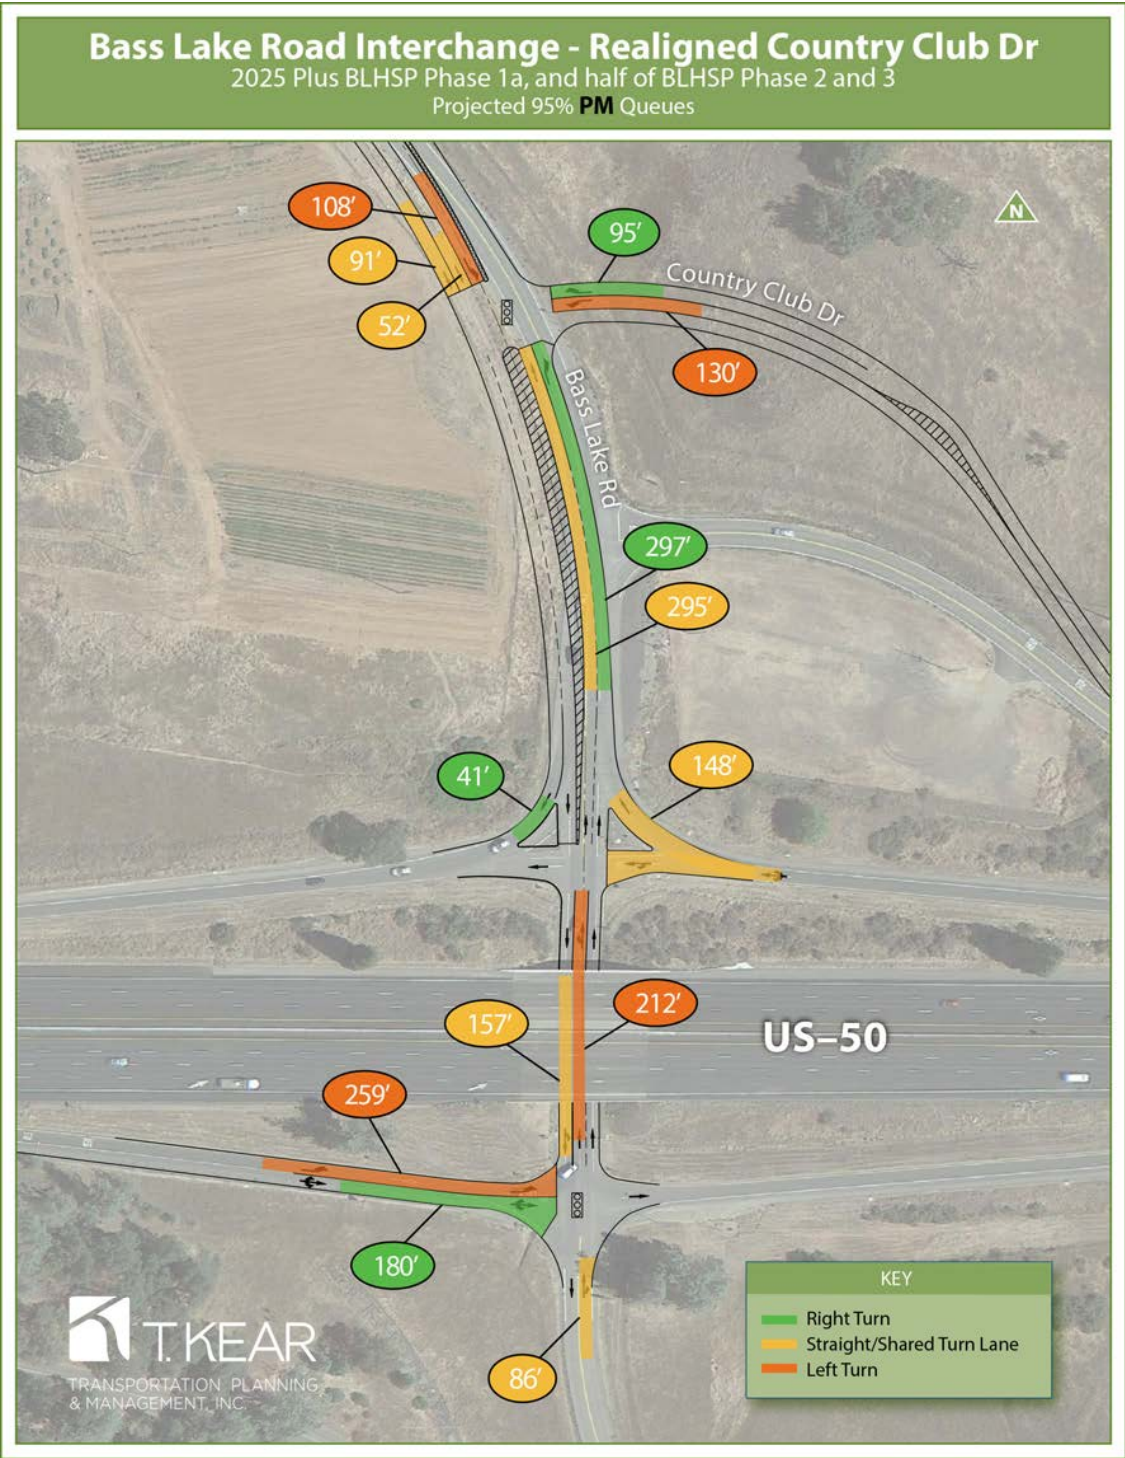 Bass Lake Road Interchange - Realigned Country Club Dr
2025 Plus BLHSP Phase 1a, and half of BLHSP Phase 2 and 3
Projected 95% PM Queues
N
108’
95’
91’
Country Club Dr
52’
130’
Bass Lake Rd
297’
295’
41’
148’
212’
157’
US–50
259’
180’
86’
KEY
Right Turn
Straight/Shared Turn Lane
Left Turn
T. KEAR
TRANSPORTATION PLANNING
& MANAGEMENT, INC.